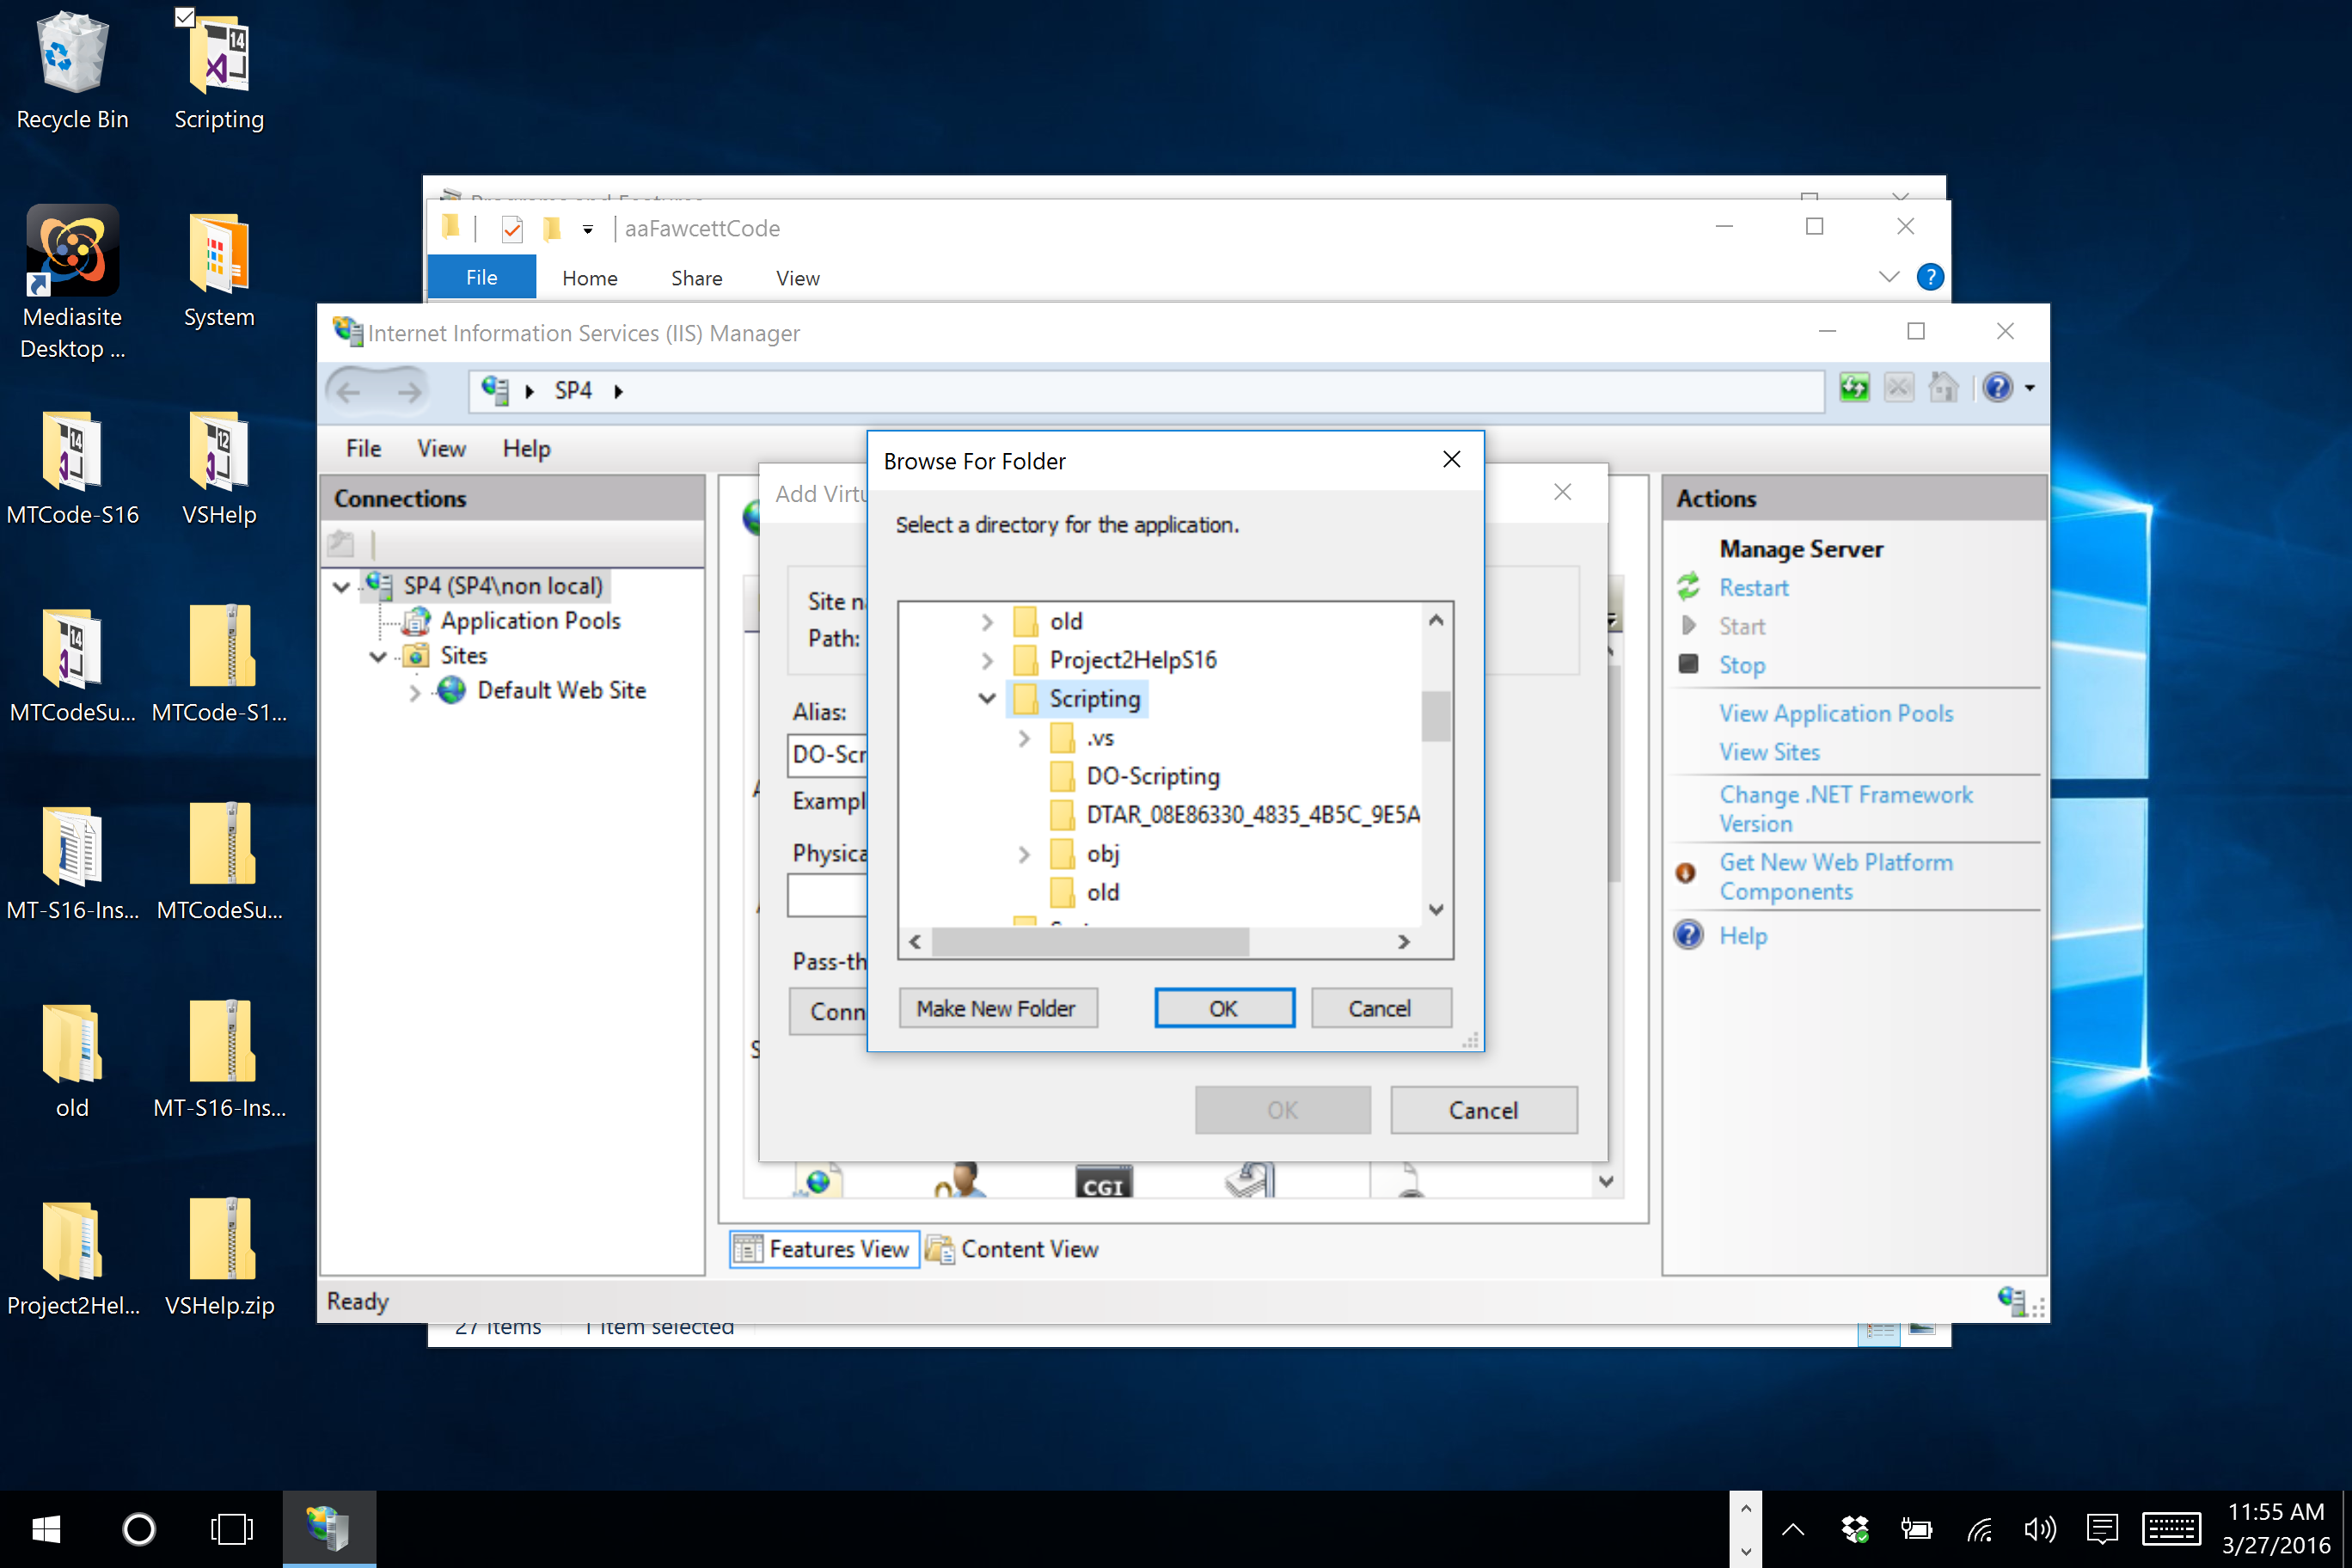 Recycle Bin
Scripting
Mediasite
Desktop ...
System
MTCode-S16
VSHelp
MTCodeSu...
MTCode-S1...
MT-S16-Ins...
MTCodeSu...
old
MT-S16-Ins...
Project2Hel...
VSHelp.zip
Programs and Features
aaFawcettCode
File
Home
Share
View
Internet Information Services (IIS) Manager
SP4
File
View
Help
Connections
SP4 (SP4\non local)
Application Pools
Sites
Default Web Site
Add Virtu
Site n
Path:
Alias:
DO-Scr
Exampl
Physica
Pass-th
Conn
OK
Cancel
Browse For Folder
Select a directory for the application.
old
Project2HelpS16
Scripting
.vs
DO-Scripting
DTAR_08E86330_4835_4B5C_9E5A
obj
old
Make New Folder
OK
Cancel
CGI
Features View
Content View
Actions
Manage Server
Restart
Start
Stop
View Application Pools
View Sites
Change .NET Framework
Version
Get New Web Platform
Components
Help
Ready
27 items
1 item selected
11:55 AM
3/27/2016